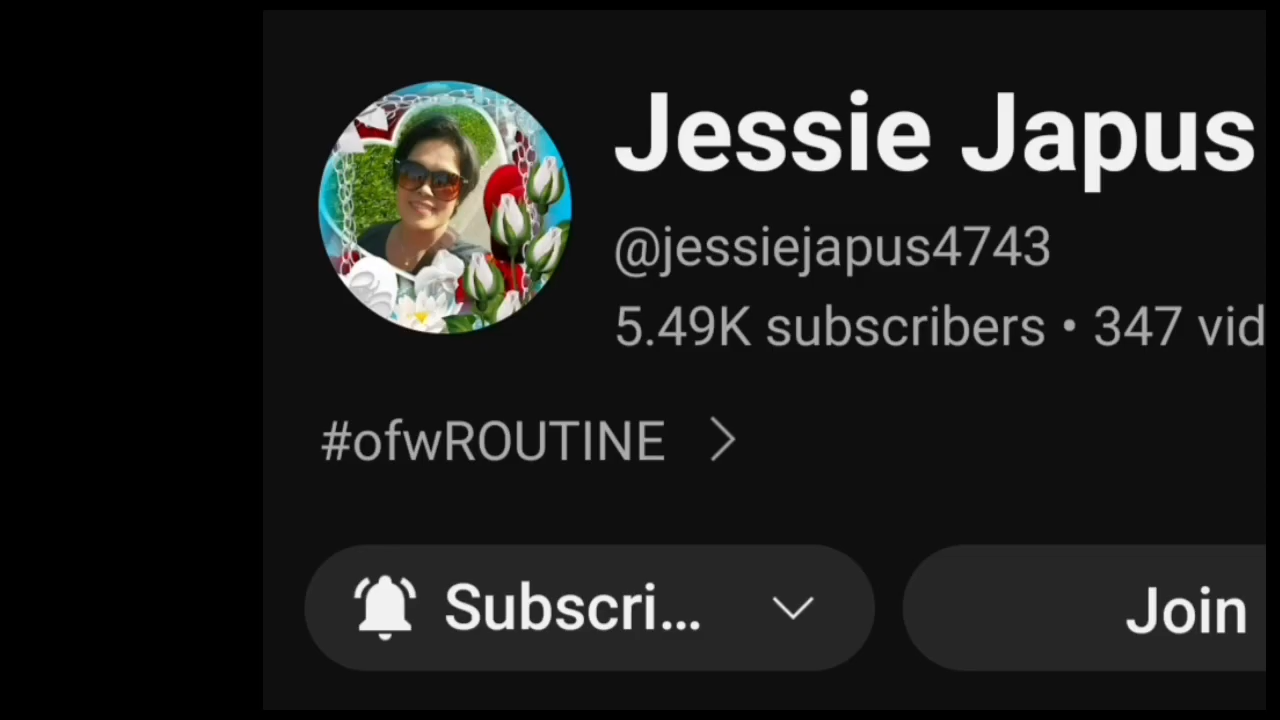 Jessie Japus
@jessiejapus4743
5.49K subscribers • 347 vid
#ofwROUTINE >
Subscri...
Join